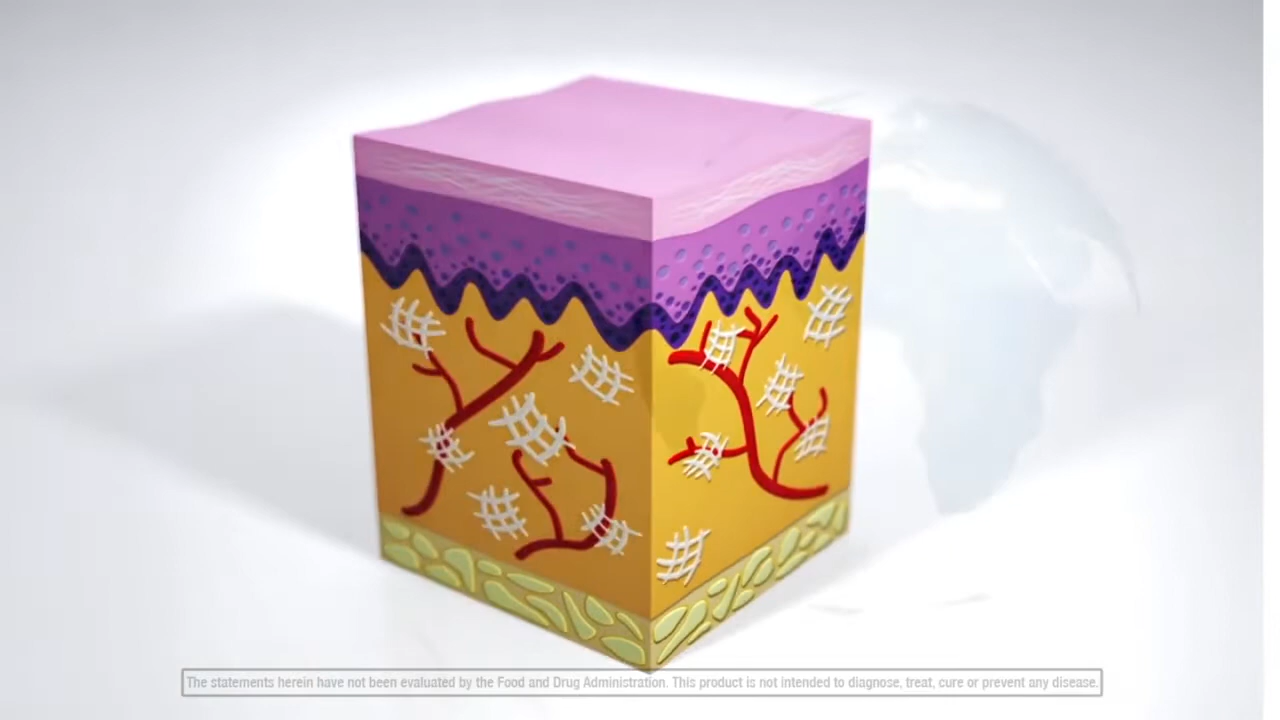 The statements herein have not been evaluated by the Food and Drug Administration. This product is not intended to diagnose, treat, cure or prevent any disease.